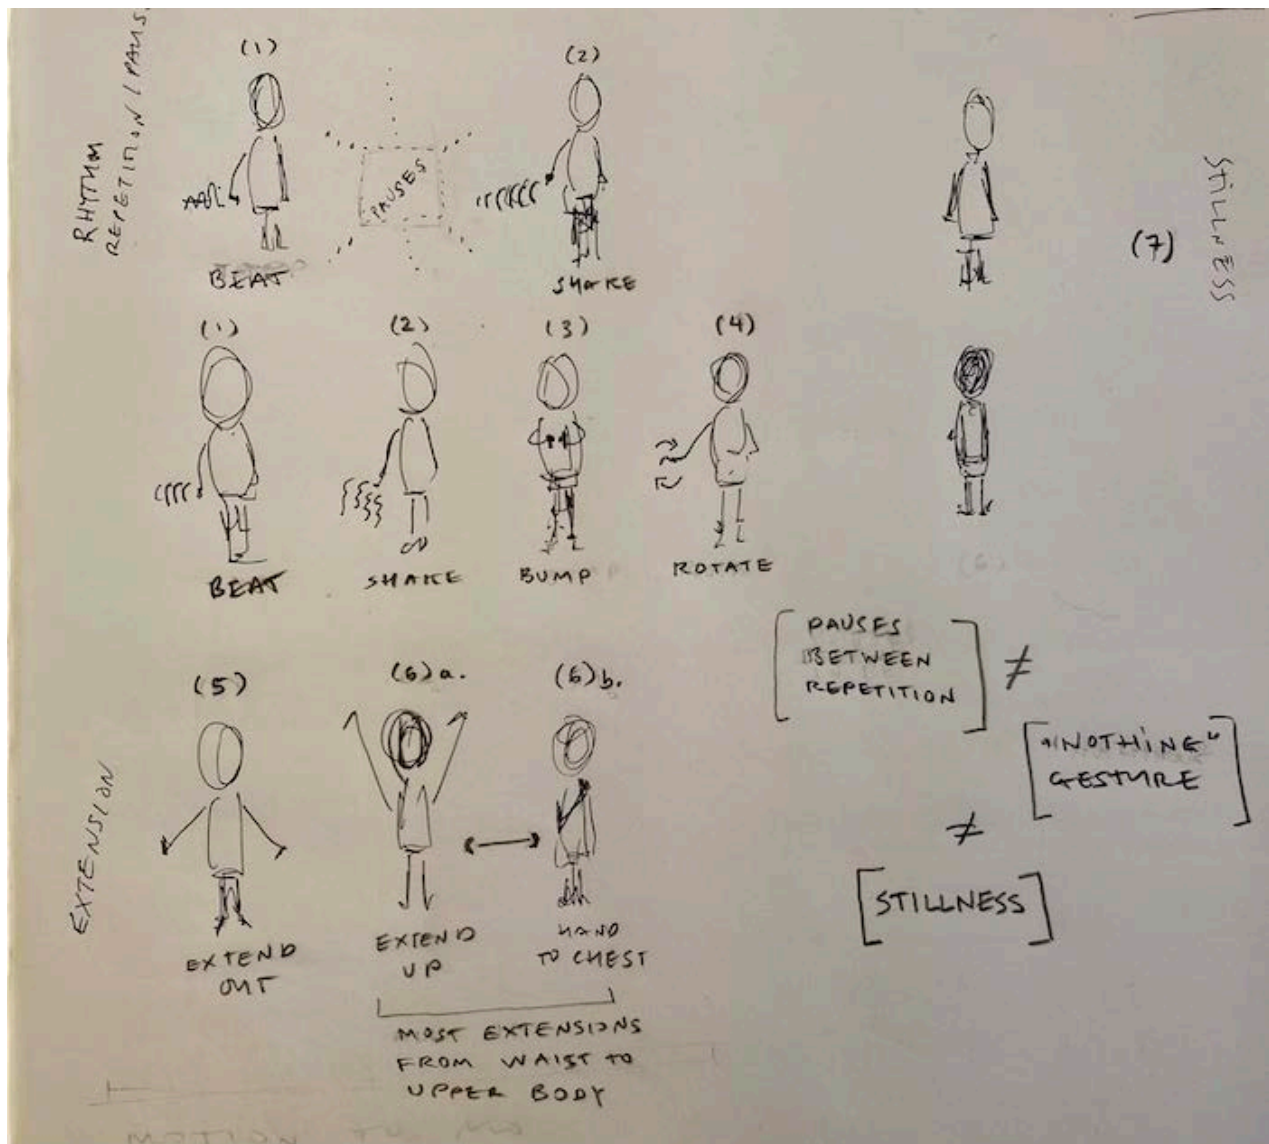 RHYTHM
REPETITION / PAUS
(1)
(2)
PAUSES
BEAT
SHAKE
(7)
STILLNESS
(1)
(2)
(3)
(4)
BEAT
SHAKE
BUMP
ROTATE
EXTENSION
(5)
(6)a.
(6)b.
EXTEND
OUT
EXTEND
UP
HAND
TO CHEST
MOST EXTENSIONS
FROM WAIST TO
UPPER BODY
[PAUSES
BETWEEN
REPETITION]
≠
["NOTHING"
GESTURE]
≠
[STILLNESS]